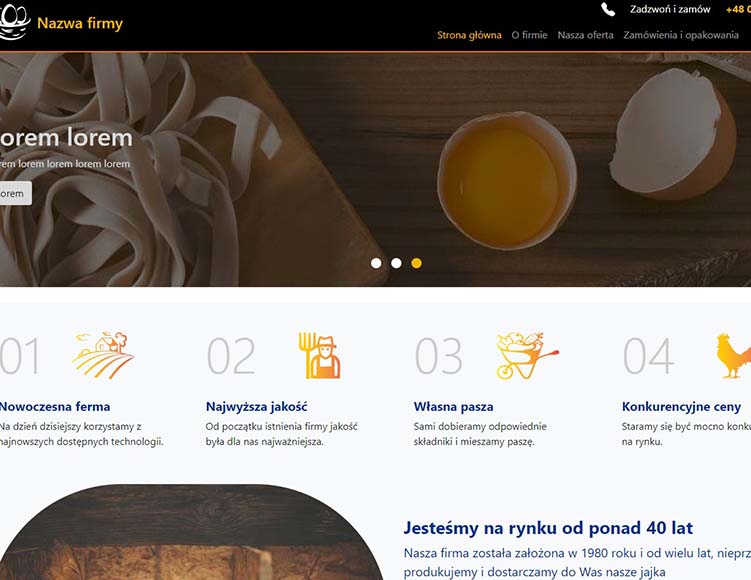 Zadzwoń i zamów +48
Nazwa firmy
Strona główna O firmie Nasza oferta Zamówienia i opakowania
orem lorem
rem lorem lorem lorem lorem
orem
01 02 03 04
Nowoczesna ferma
Na dzień dzisiejszy korzystamy z
najnowszych dostępnych technologii.
Najwyższa jakość
Od początku istnienia firmy jakość
była dla nas najważniejsza.
Własna pasza
Sami dobieramy odpowiednie
składniki i mieszamy paszę.
Konkurencyjne ceny
Staramy się być mocno konku
na rynku.
Jesteśmy na rynku od ponad 40 lat
Nasza firma została założona w 1980 roku i od wielu lat, nieprz
produkujemy i dostarczamy do Was nasze jajka